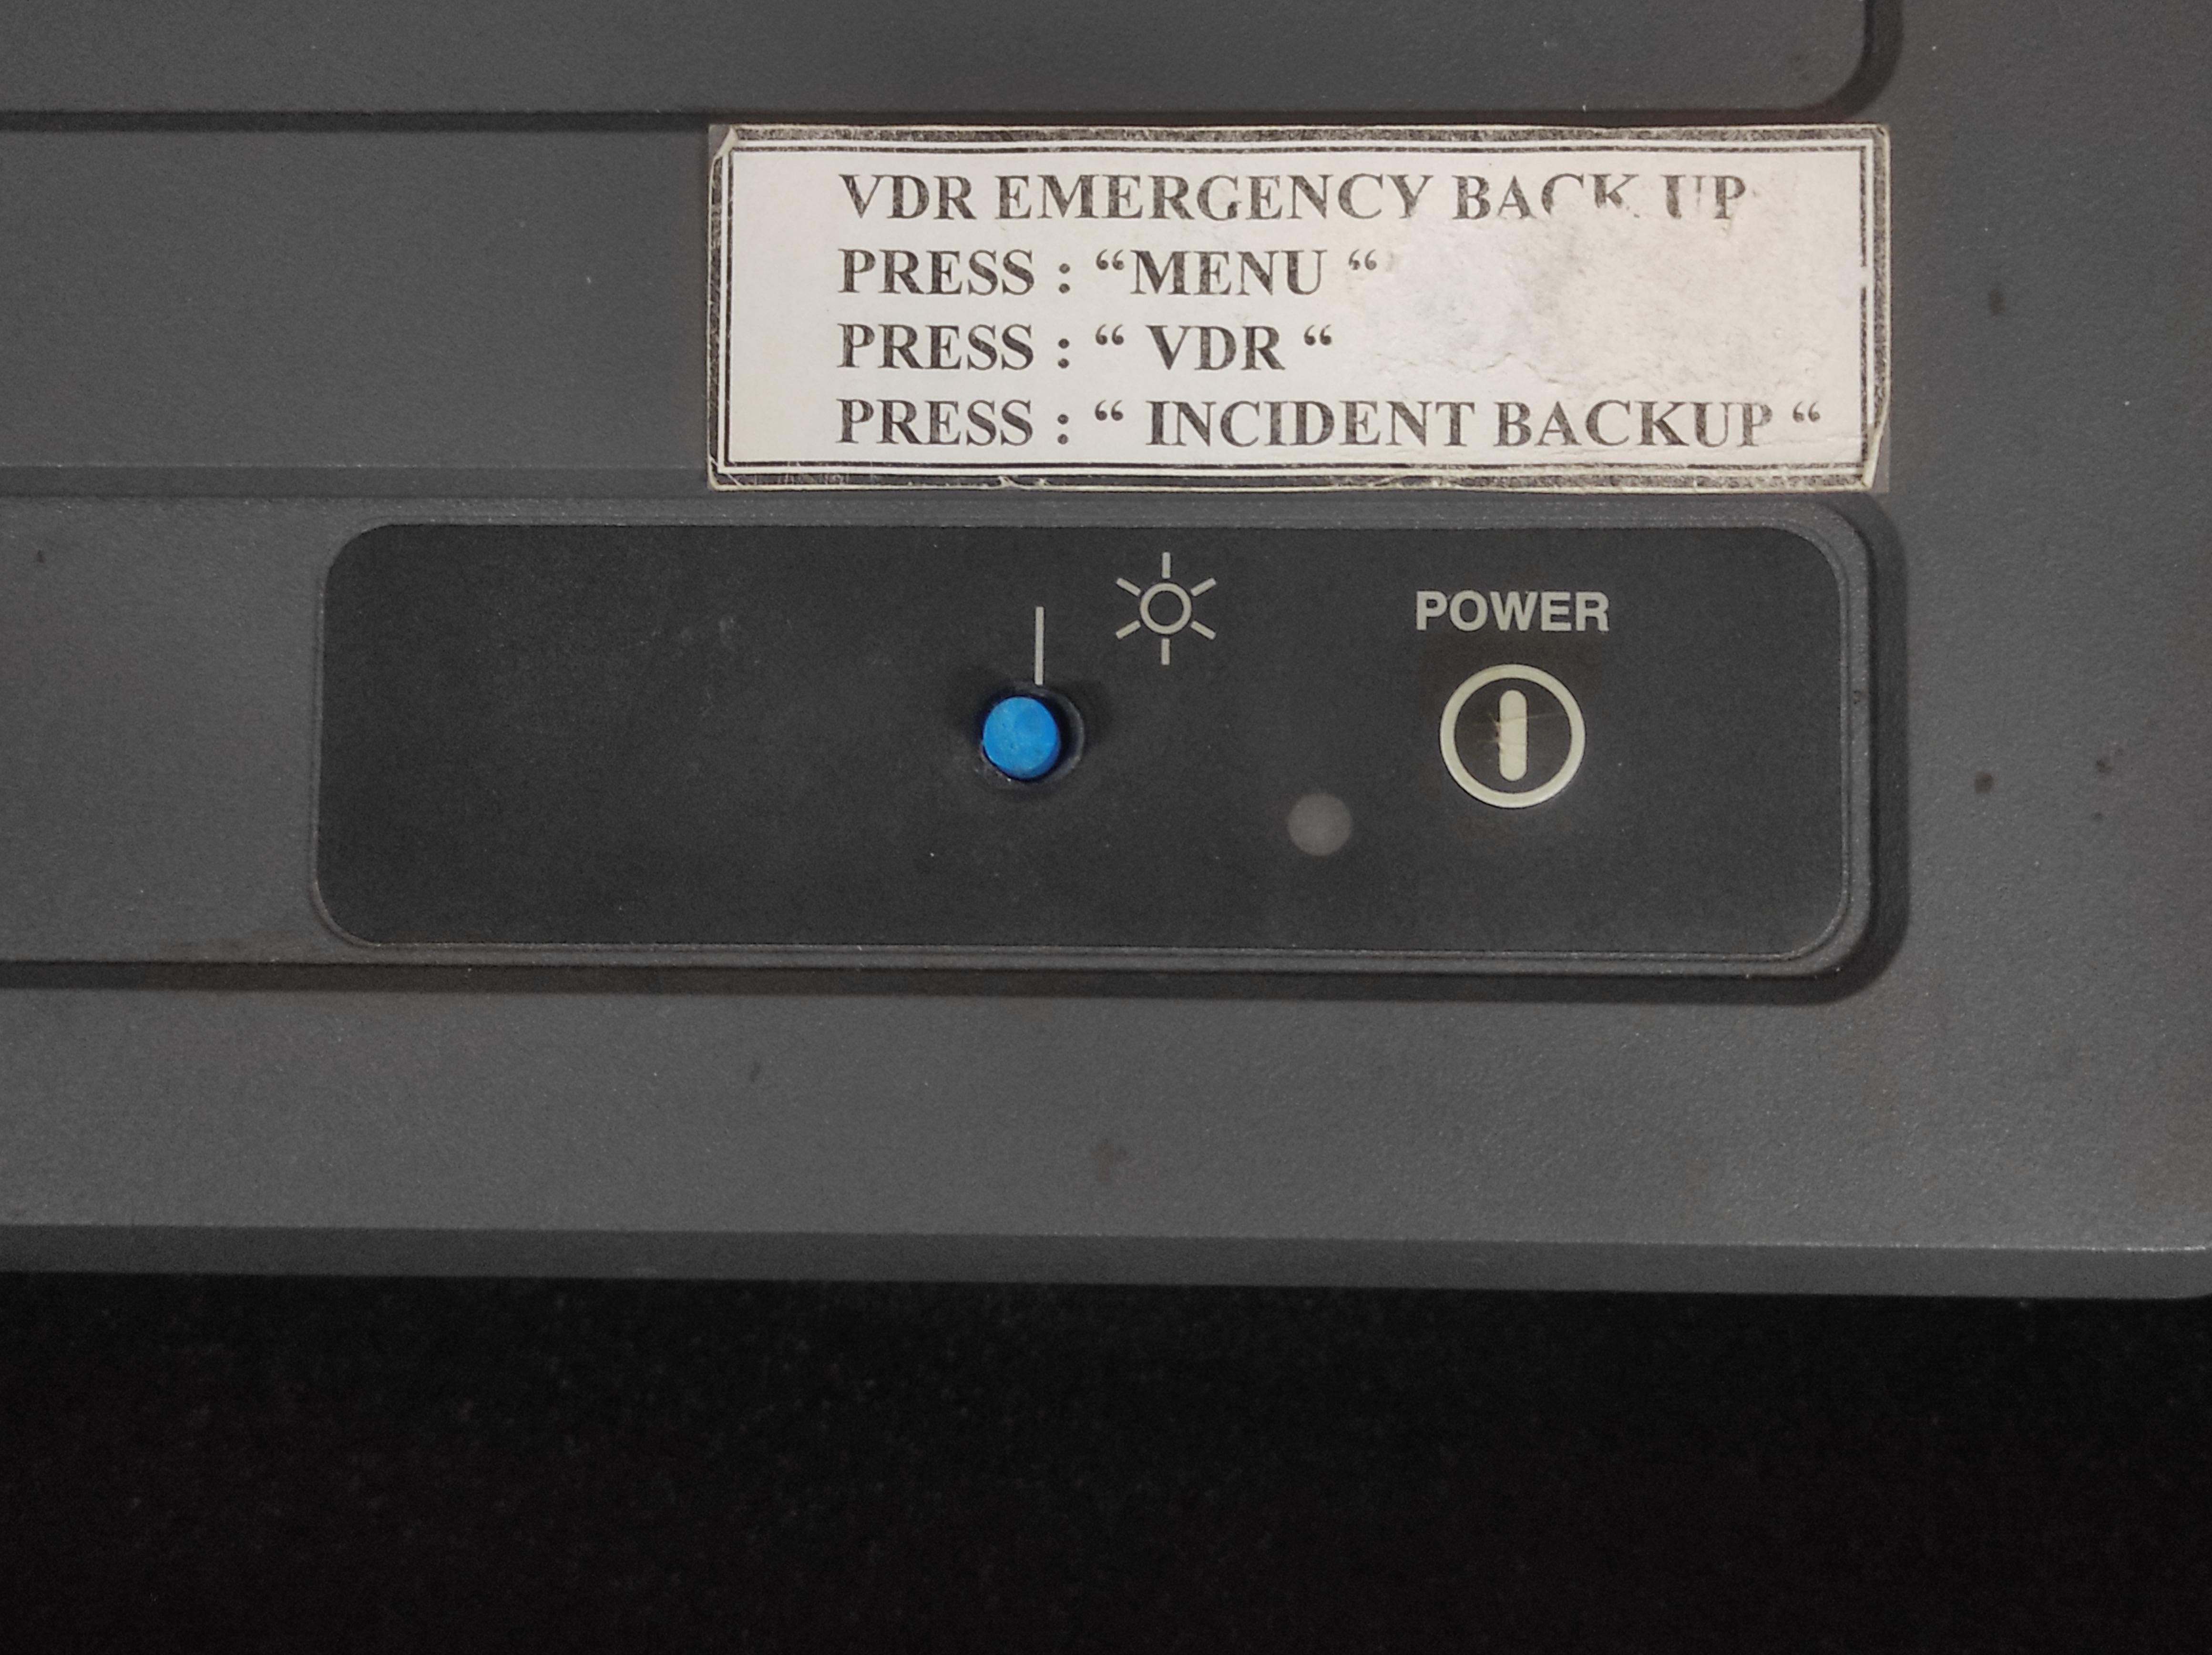 VDR EMERGENCY BACK UP
PRESS : “MENU “
PRESS : “ VDR “
PRESS : “ INCIDENT BACKUP “
POWER